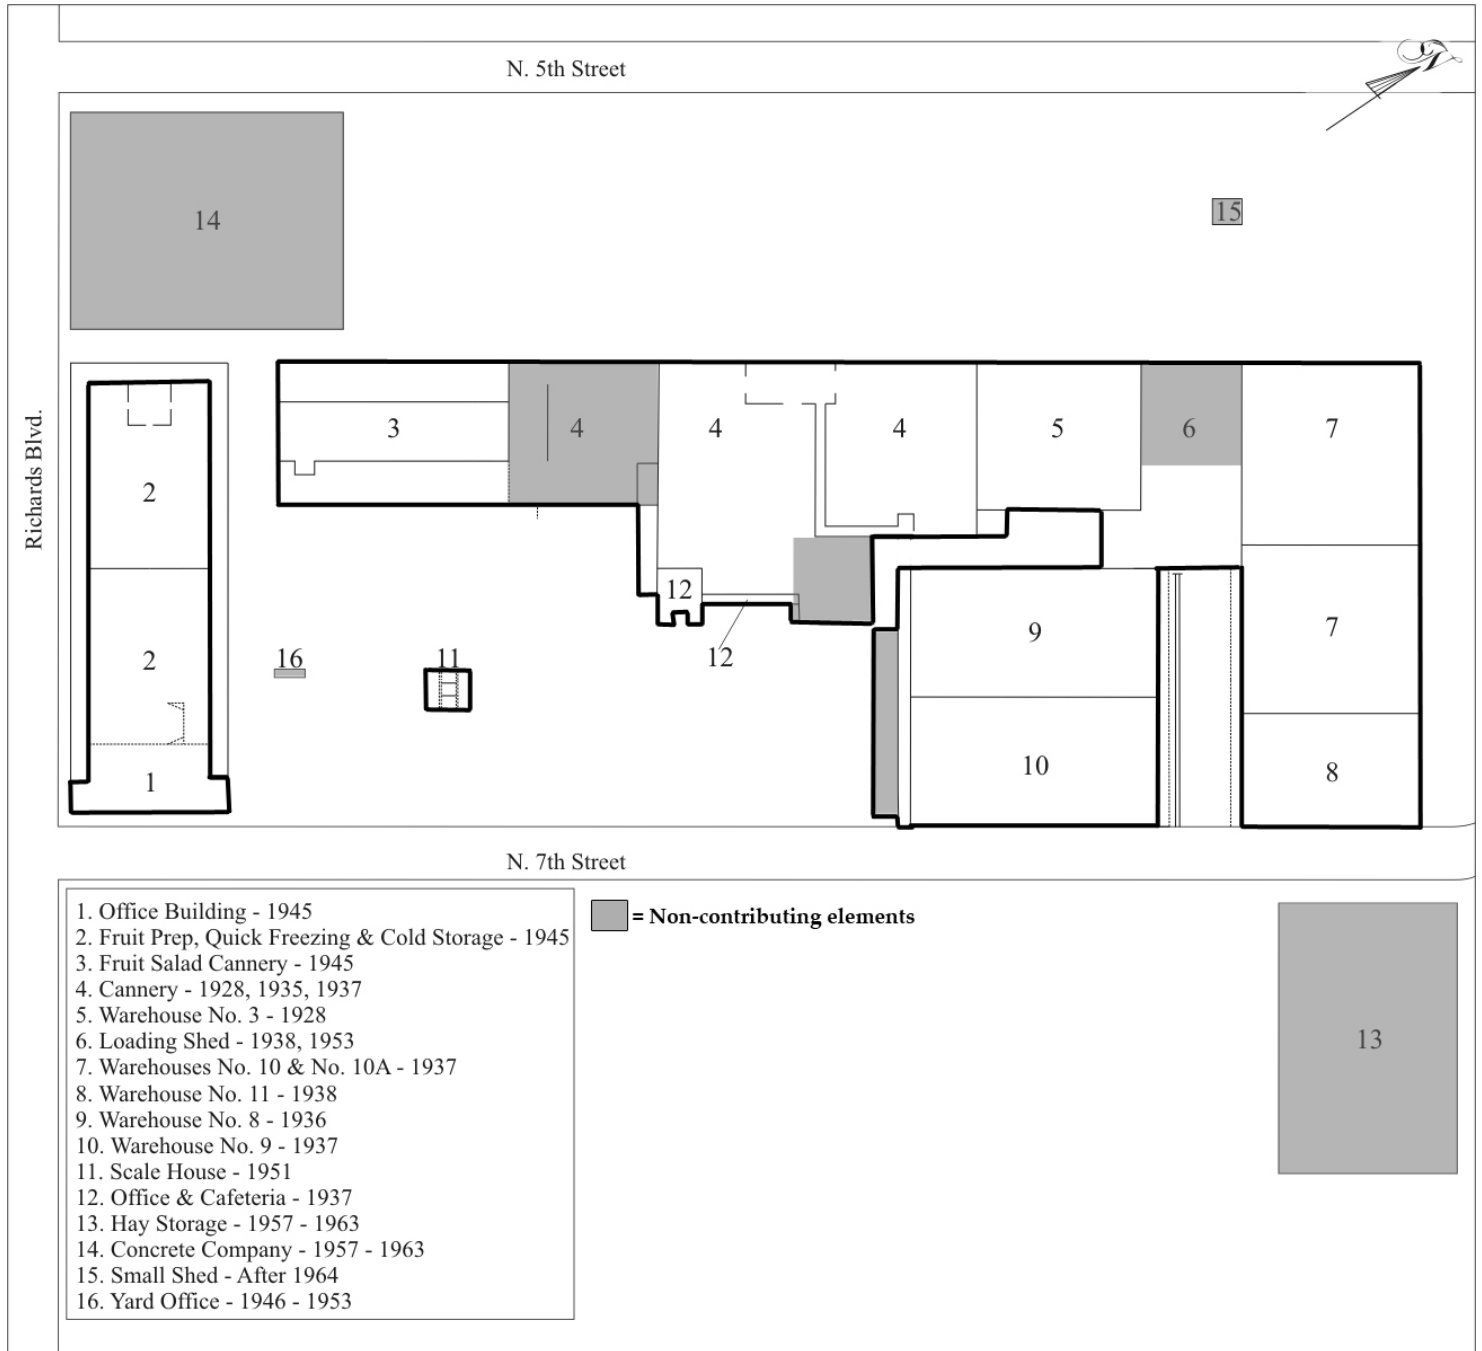 N. 5th Street
14
15
Richards Blvd.
3
4
4
4
5
6
7
2
12
9
7
2
16
11
12
10
8
1
N. 7th Street
1. Office Building - 1945
2. Fruit Prep, Quick Freezing & Cold Storage - 1945
3. Fruit Salad Cannery - 1945
4. Cannery - 1928, 1935, 1937
5. Warehouse No. 3 - 1928
6. Loading Shed - 1938, 1953
7. Warehouses No. 10 & No. 10A - 1937
8. Warehouse No. 11 - 1938
9. Warehouse No. 8 - 1936
10. Warehouse No. 9 - 1937
11. Scale House - 1951
12. Office & Cafeteria - 1937
13. Hay Storage - 1957 - 1963
14. Concrete Company - 1957 - 1963
15. Small Shed - After 1964
16. Yard Office - 1946 - 1953
= Non-contributing elements
13